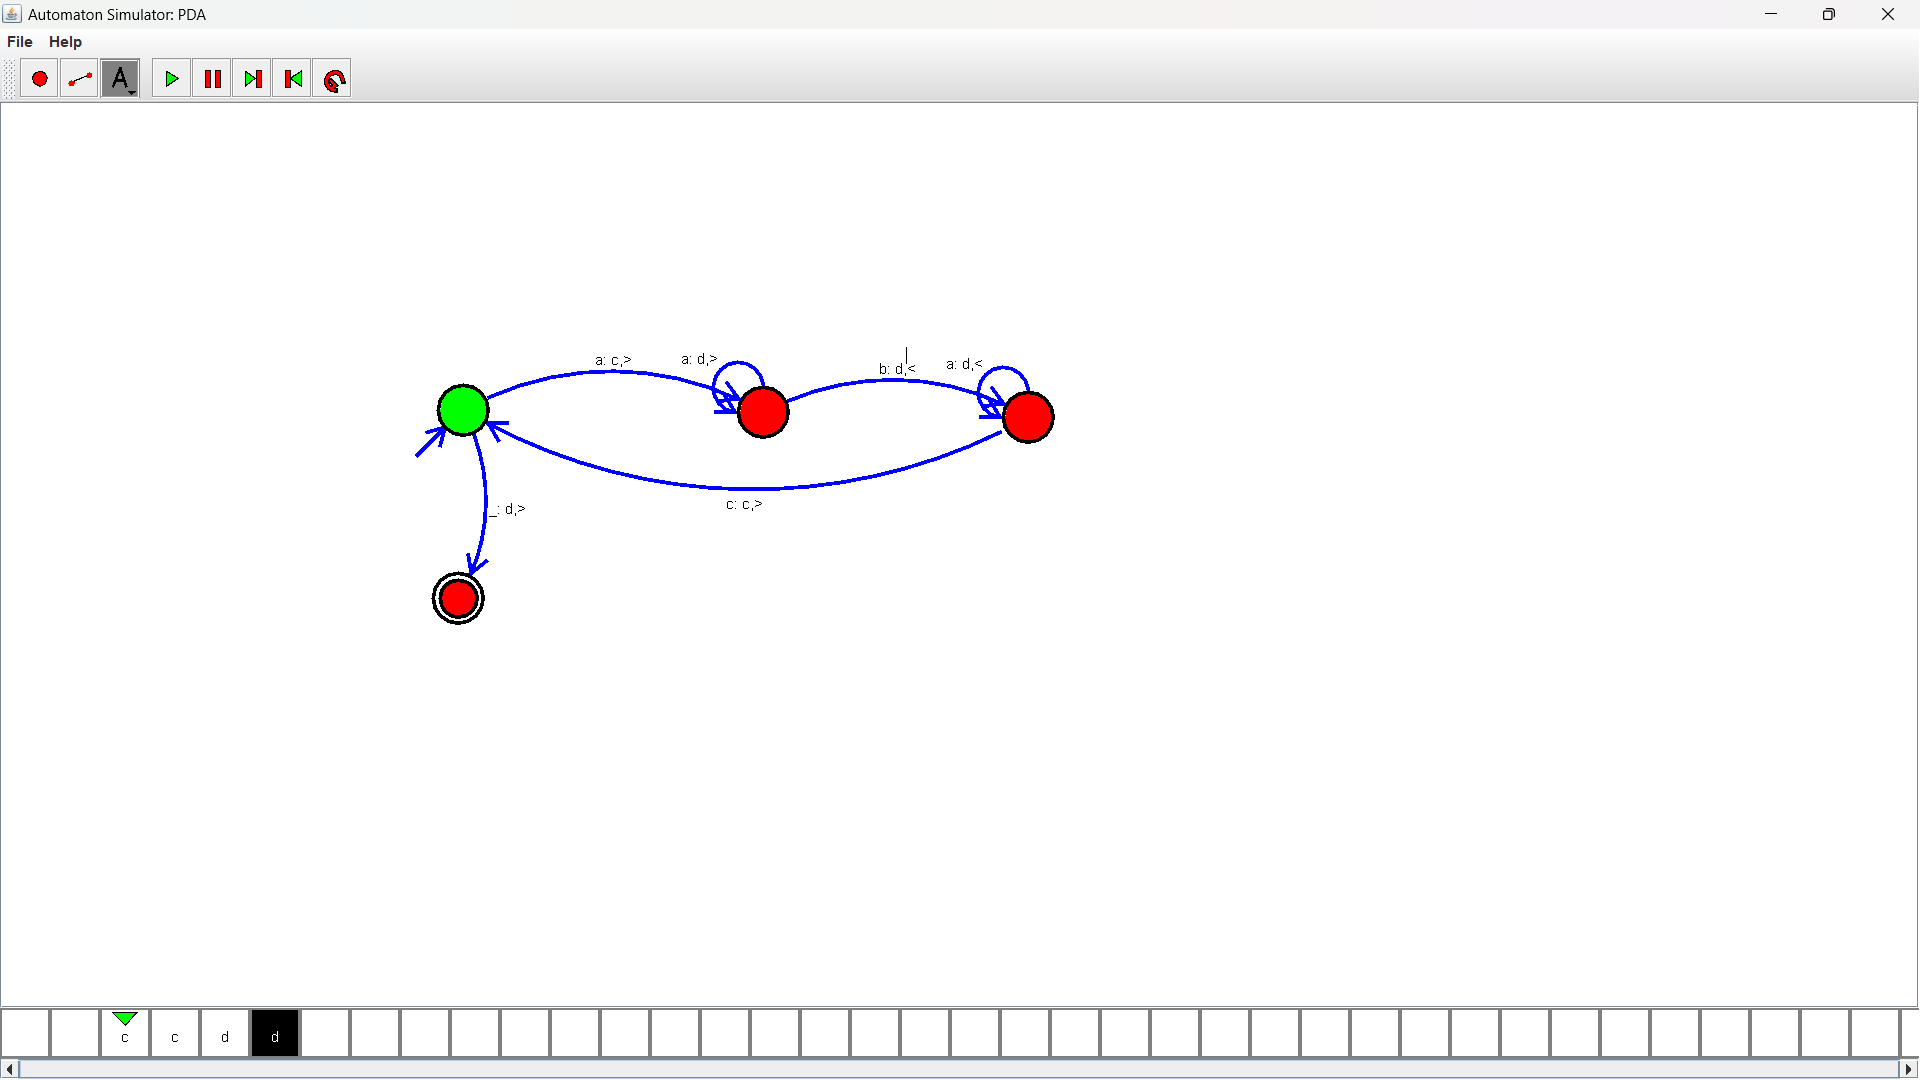 Automaton Simulator: PDA
File Help
A
a: c,> a: d,> b: d,< a: d,<
c: c,>
_: d,>
c c d d